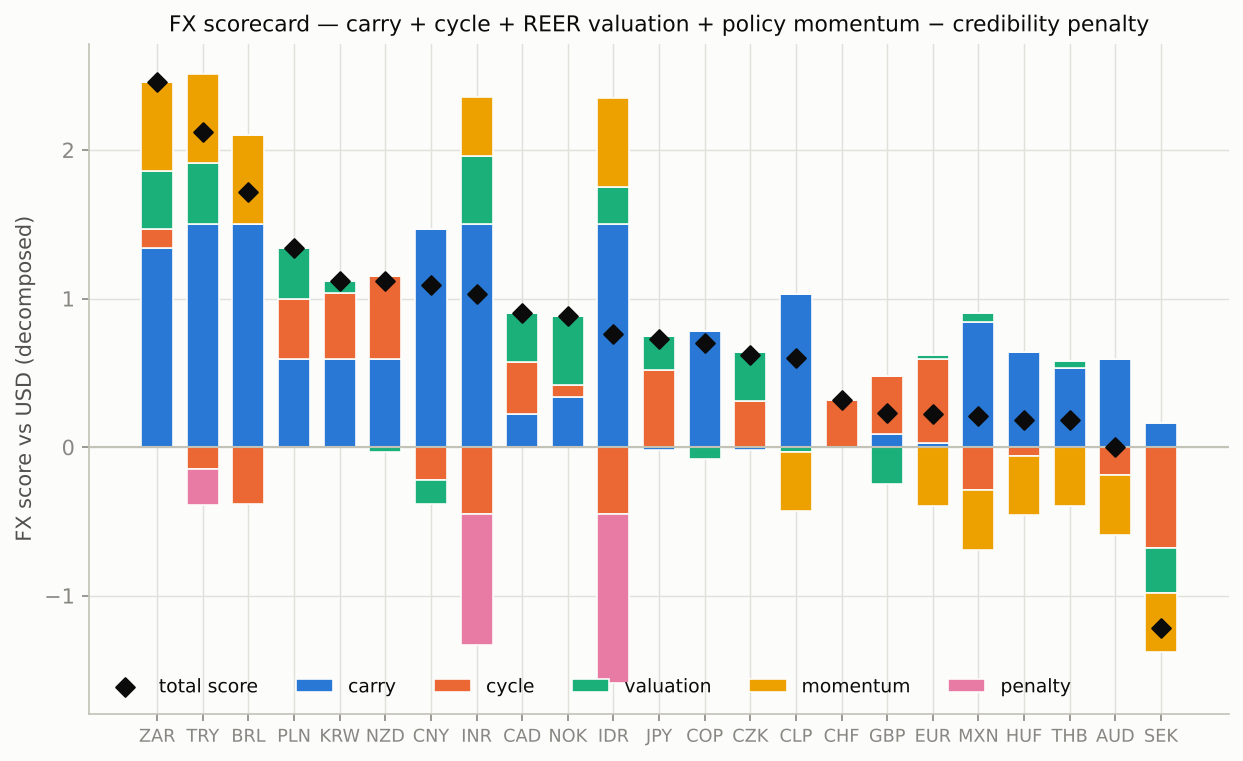 FX scorecard — carry + cycle + REER valuation + policy momentum − credibility penalty
FX score vs USD (decomposed)
2
1
0
−1
total score carry cycle valuation momentum penalty
ZAR TRY BRL PLN KRW NZD CNY INR CAD NOK IDR JPY COP CZK CLP CHF GBP EUR MXN HUF THB AUD SEK